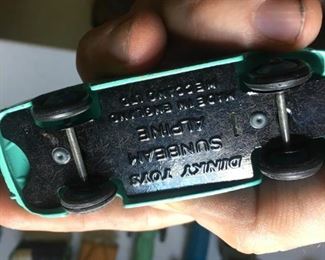 DINKY TOYS
SUNBEAM
ALPINE
MADE IN ENGLAND
MECCANO LTD